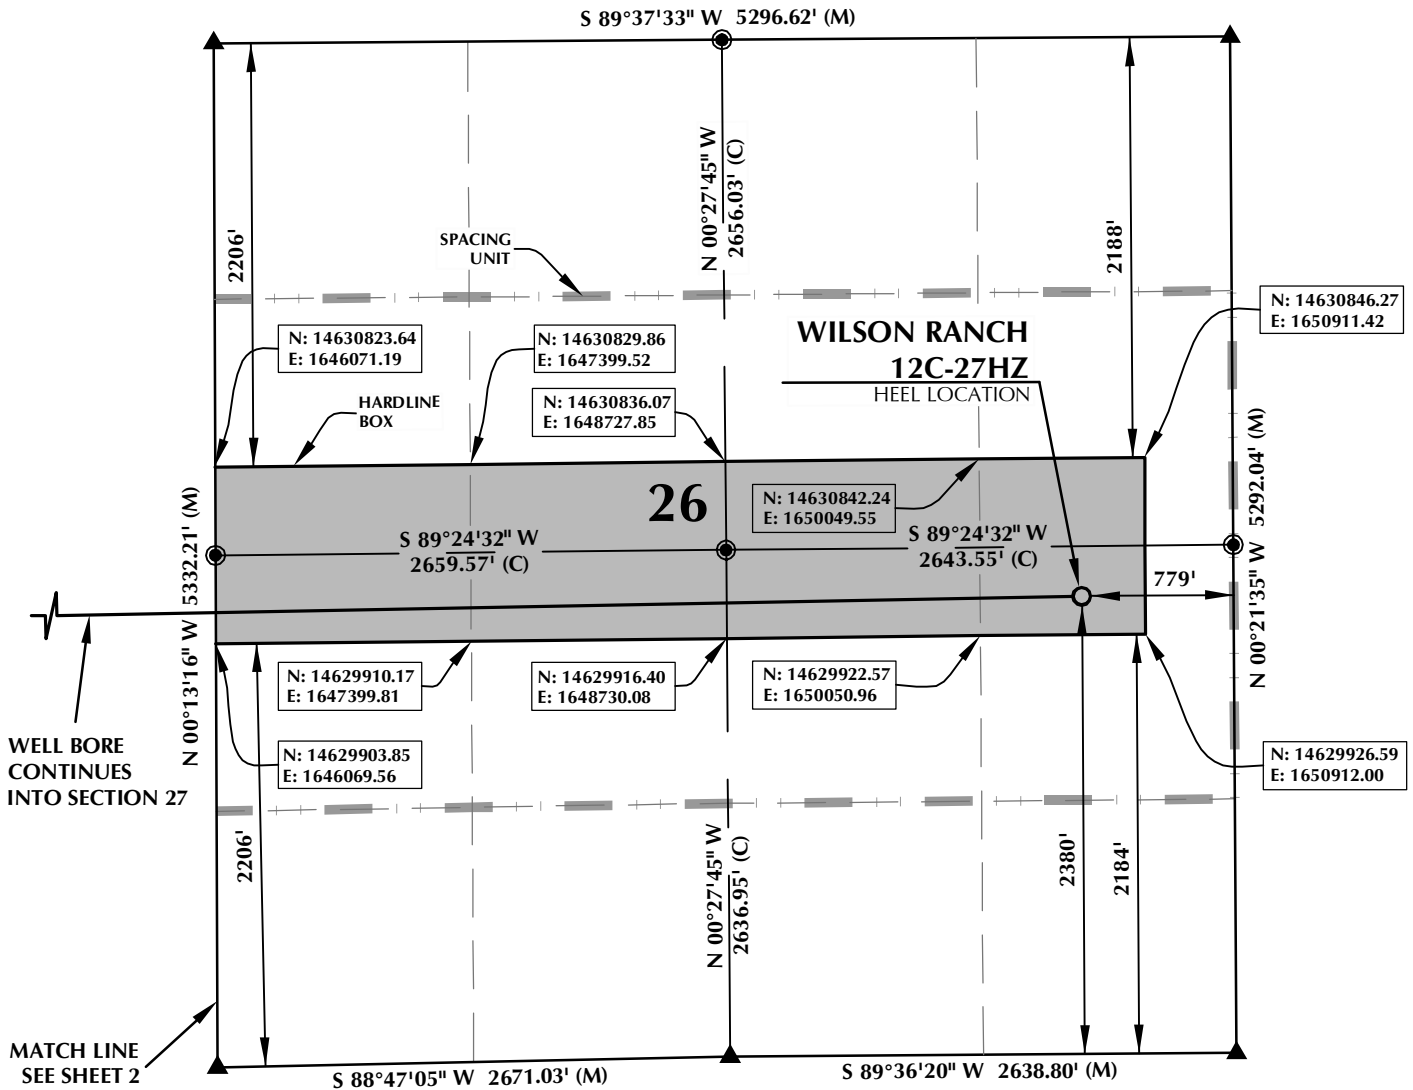 S 89°37'33" W 5296.62' (M)
2206'
N 00°27'45" W
2656.03' (C)
2188'
SPACING
UNIT
N: 14630846.27
E: 1650911.42
N: 14630823.64
E: 1646071.19
N: 14630829.86
E: 1647399.52
WILSON RANCH
12C-27HZ
HEEL LOCATION
N: 14630836.07
E: 1648727.85
HARDLINE
BOX
26
N: 14630842.24
E: 1650049.55
N 00°13'16" W 5332.21' (M)
S 89°24'32" W
2659.57' (C)
S 89°24'32" W
2643.55' (C)
N 00°21'35" W 5292.04' (M)
779'
N: 14629910.17
E: 1647399.81
N: 14629916.40
E: 1648730.08
N: 14629922.57
E: 1650050.96
WELL BORE
CONTINUES
INTO SECTION 27
N: 14629903.85
E: 1646069.56
N: 14629926.59
E: 1650912.00
2206'
N 00°27'45" W
2636.95' (C)
2380'
2184'
MATCH LINE
SEE SHEET 2
S 88°47'05" W 2671.03' (M)
S 89°36'20" W 2638.80' (M)